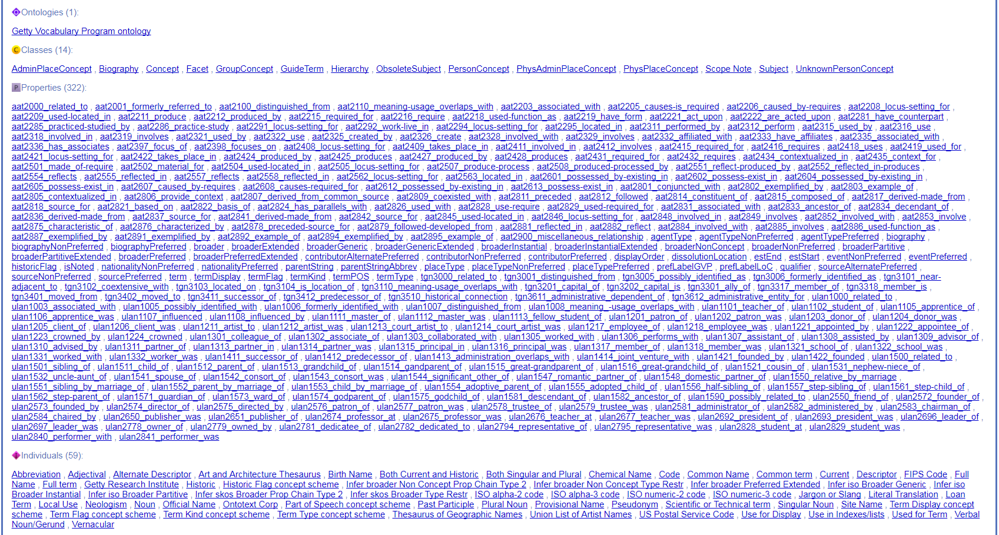 Ontologies (1):
Getty Vocabulary Program ontology
Classes (14):
AdminPlaceConcept , Biography , Concept , Facet , GroupConcept , GuideTerm , Hierarchy , ObsoleteSubject , PersonConcept , PhysAdminPlaceConcept , PhysPlaceConcept , Scope Note , Subject , UnknownPersonConcept
Properties (322):
aat2000_related_to , aat2001_formerly_referred_to , aat2100_distinguished_from , aat2110_meaning-usage_overlaps_with , aat2203_associated_with , aat2205_causes-is_required , aat2206_caused_by-requires , aat2208_locus-setting_for ,
aat2209_used-located_in , aat2211_produce , aat2212_produced_by , aat2215_required_for , aat2216_require , aat2218_used-function_as , aat2219_have_form , aat2221_act_upon , aat2222_are_acted_upon , aat2281_have_counterpart ,
aat2285_practiced-studied_by , aat2286_practice-study , aat2291_locus-setting_for , aat2292_work-live_in , aat2294_locus-setting_for , aat2295_located_in , aat2311_performed_by , aat2312_perform , aat2315_used_by , aat2316_use ,
aat2318_involved_in , aat2319_involves , aat2321_used_by , aat2322_use , aat2325_created_by , aat2326_create , aat2328_involved_with , aat2329_involves , aat2332_affiliated_with , aat2333_have_affiliates , aat2335_associated_with ,
aat2336_has_associates , aat2397_focus_of , aat2398_focuses_on , aat2408_locus-setting_for , aat2409_takes_place_in , aat2411_involved_in , aat2412_involves , aat2415_required_for , aat2416_requires , aat2418_uses , aat2419_used_for ,
aat2421_locus-setting_for , aat2422_takes_place_in , aat2424_produced_by , aat2425_produces , aat2427_produced_by , aat2428_produces , aat2431_required_for , aat2432_requires , aat2434_contextualized_in , aat2435_context_for ,
aat2501_made_of-require , aat2502_material_for , aat2504_used-located_in , aat2505_locus-setting_for , aat2507_produce-process , aat2508_produced-processed_by , aat2551_reflect-produced_by , aat2552_reflected_in-produces ,
aat2554_reflects , aat2555_reflected_in , aat2557_reflects , aat2558_reflected_in , aat2562_locus-setting_for , aat2563_located_in , aat2601_possessed_by-existing_in , aat2602_possess-exist_in , aat2604_possessed_by-existing_in ,
aat2605_possess-exist_in , aat2607_caused_by-requires , aat2608_causes-required_for , aat2612_possessed_by-existing_in , aat2613_possess-exist_in , aat2801_conjuncted_with , aat2802_exemplified_by , aat2803_example_of ,
aat2805_contextualized_in , aat2806_provide_context , aat2807_derived_from_common_source , aat2809_coexisted_with , aat2811_preceded , aat2812_followed , aat2814_constituent_of , aat2815_composed_of , aat2817_derived-made_from ,
aat2818_source_for , aat2821_based_on , aat2822_basis_of , aat2824_has_parallels_with , aat2826_used_with , aat2828_use-require , aat2829_used-required_for , aat2831_associated_with , aat2833_ancestor_of , aat2834_decendant_of ,
aat2836_derived-made_from , aat2837_source_for , aat2841_derived-made_from , aat2842_source_for , aat2845_used-located_in , aat2846_locus-setting_for , aat2848_involved_in , aat2849_involves , aat2852_involved_with , aat2853_involve ,
aat2875_characteristic_of , aat2876_characterized_by , aat2878_preceded-source_for , aat2879_followed-developed_from , aat2881_reflected_in , aat2882_reflect , aat2884_involved_with , aat2885_involves , aat2886_used-function_as ,
aat2887_exemplified_by , aat2891_exemplified_by , aat2892_example_of , aat2894_exemplified_by , aat2895_example_of , aat2900_miscellaneous_relationship , agentType , agentTypeNonPreferred , agentTypePreferred , biography ,
biographyNonPreferred , biographyPreferred , broader , broaderExtended , broaderGeneric , broaderGenericExtended , broaderInstantial , broaderInstantialExtended , broaderNonConcept , broaderNonPreferred , broaderPartitive ,
broaderPartitiveExtended , broaderPreferred , broaderPreferredExtended , contributorAlternatePreferred , contributorNonPreferred , contributorPreferred , displayOrder , dissolutionLocation , estEnd , estStart , eventNonPreferred , eventPreferred ,
historicFlag , isNoted , nationalityNonPreferred , nationalityPreferred , parentString , parentStringAbbrev , placeType , placeTypeNonPreferred , placeTypePreferred , prefLabelGVP , prefLabelLoC , qualifier , sourceAlternatePreferred ,
sourceNonPreferred , sourcePreferred , term , termDisplay , termFlag , termKind , termPOS , termType , tgn3000_related_to , tgn3001_distinguished_from , tgn3005_possibly_identified_as , tgn3006_formerly_identified_as , tgn3101_near-
adjacent_to , tgn3102_coextensive_with , tgn3103_located_on , tgn3104_is_location_of , tgn3110_meaning-usage_overlaps_with , tgn3201_capital_of , tgn3202_capital_is , tgn3301_ally_of , tgn3317_member_of , tgn3318_member_is ,
tgn3401_moved_from , tgn3402_moved_to , tgn3411_successor_of , tgn3412_predecessor_of , tgn3510_historical_connection , tgn3611_administrative_dependent_of , tgn3612_administrative_entity_for , ulan1000_related_to ,
ulan1003_associated_with , ulan1005_possibly_identified_with , ulan1006_formerly_identified_with , ulan1007_distinguished_from , ulan1008_meaning_-usage_overlaps_with , ulan1101_teacher_of , ulan1102_student_of , ulan1105_apprentice_of ,
ulan1106_apprentice_was , ulan1107_influenced , ulan1108_influenced_by , ulan1111_master_of , ulan1112_master_was , ulan1113_fellow_student_of , ulan1201_patron_of , ulan1202_patron_was , ulan1203_donor_of , ulan1204_donor_was ,
ulan1205_client_of , ulan1206_client_was , ulan1211_artist_to , ulan1212_artist_was , ulan1213_court_artist_to , ulan1214_court_artist_was , ulan1217_employee_of , ulan1218_employee_was , ulan1221_appointed_by , ulan1222_appointee_of ,
ulan1223_crowned_by , ulan1224_crowned , ulan1301_colleague_of , ulan1302_associate_of , ulan1303_collaborated_with , ulan1305_worked_with , ulan1306_performs_with , ulan1307_assistant_of , ulan1308_assisted_by , ulan1309_advisor_of ,
ulan1310_advised_by , ulan1311_partner_of , ulan1313_partner_in , ulan1314_partner_was , ulan1315_principal_in , ulan1316_principal_was , ulan1317_member_of , ulan1318_member_was , ulan1321_school_of , ulan1322_school_was ,
ulan1331_worked_with , ulan1332_worker_was , ulan1411_successor_of , ulan1412_predecessor_of , ulan1413_administration_overlaps_with , ulan1414_joint_venture_with , ulan1421_founded_by , ulan1422_founded , ulan1500_related_to ,
ulan1501_sibling_of , ulan1511_child_of , ulan1512_parent_of , ulan1513_grandchild_of , ulan1514_gandparent_of , ulan1515_great-grandparent_of , ulan1516_great-grandchild_of , ulan1521_cousin_of , ulan1531_nephew-niece_of ,
ulan1532_uncle-aunt_of , ulan1541_spouse_of , ulan1542_consort_of , ulan1543_consort_was , ulan1544_significant_other_of , ulan1547_romantic_partner_of , ulan1548_domestic_partner_of , ulan1550_relative_by_marriage ,
ulan1551_sibling_by_marriage_of , ulan1552_parent_by_marriage_of , ulan1553_child_by_marriage_of , ulan1554_adoptive_parent_of , ulan1555_adopted_child_of , ulan1556_half-sibling_of , ulan1557_step-sibling_of , ulan1561_step-child_of ,
ulan1562_step-parent_of , ulan1571_guardian_of , ulan1573_ward_of , ulan1574_godparent_of , ulan1575_godchild_of , ulan1581_descendant_of , ulan1582_ancestor_of , ulan1590_possibly_related_to , ulan2550_friend_of , ulan2572_founder_of ,
ulan2573_founded_by , ulan2574_director_of , ulan2575_directed_by , ulan2576_patron_of , ulan2577_patron_was , ulan2578_trustee_of , ulan2579_trustee_was , ulan2581_administrator_of , ulan2582_administered_by , ulan2583_chairman_of ,
ulan2584_chaired_by , ulan2650_publisher_was , ulan2651_publisher_of , ulan2674_professor_at , ulan2675_professor_was , ulan2676_teacher_at , ulan2677_teacher_was , ulan2692_president_of , ulan2693_president_was , ulan2696_leader_of ,
ulan2697_leader_was , ulan2778_owner_of , ulan2779_owned_by , ulan2781_dedicatee_of , ulan2782_dedicated_to , ulan2794_representative_of , ulan2795_representative_was , ulan2828_student_at , ulan2829_student_was ,
ulan2840_performer_with , ulan2841_performer_was
Individuals (59):
Abbreviation , Adjectival , Alternate Descriptor , Art and Architecture Thesaurus , Birth Name , Both Current and Historic , Both Singular and Plural , Chemical Name , Code , Common Name , Common term , Current , Descriptor , FIPS Code , Full
Name , Full term , Getty Research Institute , Historic , Historic Flag concept scheme , Infer broader Non Concept Prop Chain Type 2 , Infer broader Non Concept Type Restr , Infer broader Preferred Extended , Infer iso Broader Generic , Infer iso
Broader Instantial , Infer iso Broader Partitive , Infer skos Broader Prop Chain Type 2 , Infer skos Broader Type Restr , ISO alpha-2 code , ISO alpha-3 code , ISO numeric-2 code , ISO numeric-3 code , Jargon or Slang , Literal Translation , Loan
Term , Local Use , Neologism , Noun , Official Name , Ontotext Corp , Part of Speech concept scheme , Past Participle , Plural Noun , Provisional Name , Pseudonym , Scientific or Technical term , Singular Noun , Site Name , Term Display concept
scheme , Term Flag concept scheme , Term Kind concept scheme , Term Type concept scheme , Thesaurus of Geographic Names , Union List of Artist Names , US Postal Service Code , Use for Display , Use in Indexes/lists , Used for Term , Verbal
Noun/Gerund , Vernacular